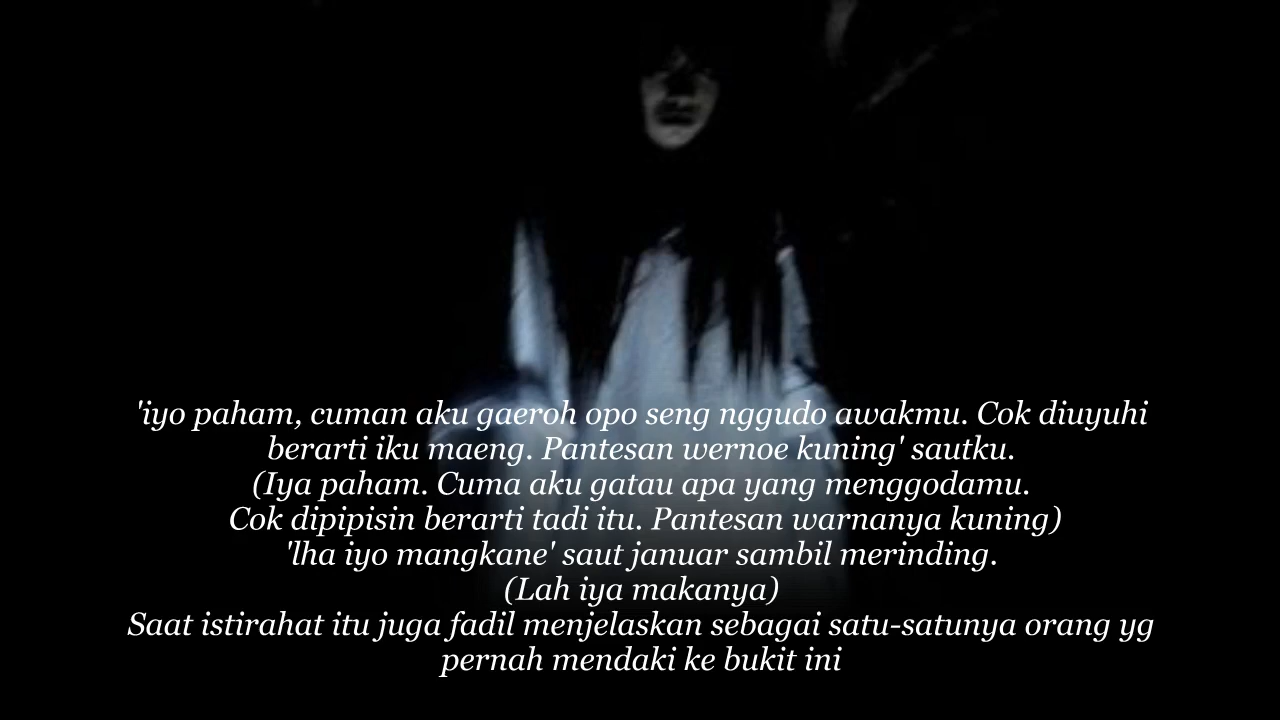 'iyo paham, cuman aku gaeroh opo seng nggudo awakmu. Cok diuyuhi
berarti iku maeng. Pantesan wernoe kuning' sautku.
(Iya paham. Cuma aku gatau apa yang menggodamu.
Cok dipipisin berarti tadi itu. Pantesan warnanya kuning)
'lha iyo mangkane' saut januar sambil merinding.
(Lah iya makanya)
Saat istirahat itu juga fadil menjelaskan sebagai satu-satunya orang yg
pernah mendaki ke bukit ini